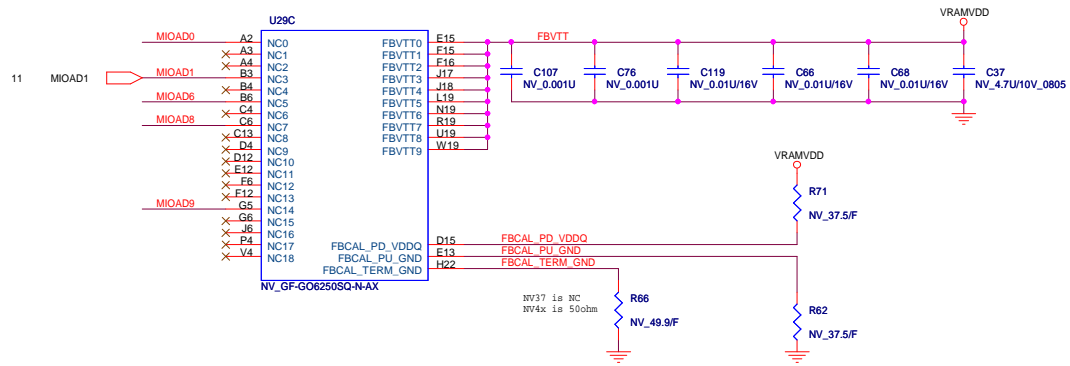 U29C
VRAMVDD
MIOAD0 A2 NC0 FBVTT0 E15 FBVTT
A3 NC1 FBVTT1 F15
A4 NC2 FBVTT2 F16
11 MIOAD1 MIOAD1 B3 NC3 FBVTT3 J17
B4 NC4 FBVTT4 J18
MIOAD6 B6 NC5 FBVTT5 L19
C4 NC6 FBVTT6 N19
MIOAD8 C6 NC7 FBVTT7 R19
C13 NC8 FBVTT8 U19
D4 NC9 FBVTT9 W19
D12 NC10
E12 NC11
F6 NC12
F12 NC13
MIOAD9 G5 NC14
G6 NC15
J6 NC16
P4 NC17 FBCAL_PD_VDDQ D15 FBCAL_PD_VDDQ
V4 NC18 FBCAL_PU_GND E13 FBCAL_PU_GND
FBCAL_TERM_GND H22 FBCAL_TERM_GND
NV_GF-GO6250SQ-N-AX
C107 C76 C119 C66 C68 C37
NV_0.001U NV_0.001U NV_0.01U/16V NV_0.01U/16V NV_0.01U/16V NV_4.7U/10V_0805
VRAMVDD
R71
NV_37.5/F
NV37 is NC
NV4x is 50ohm
R66
NV_49.9/F
R62
NV_37.5/F